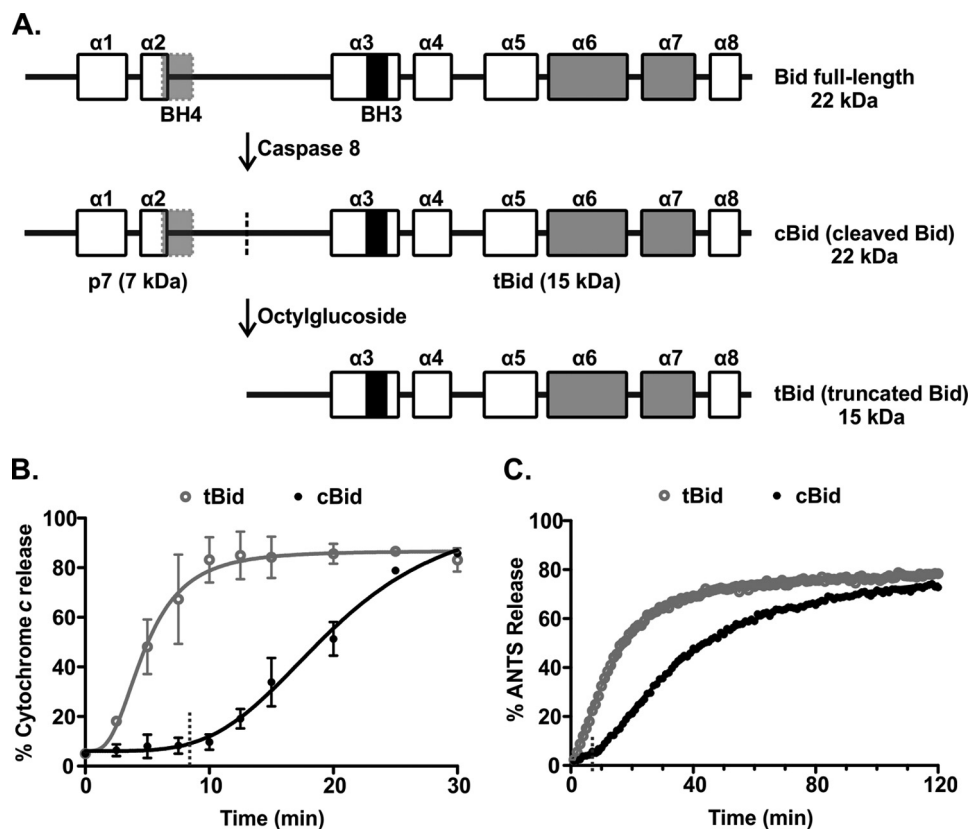 A.
α1 α2 α3 α4 α5 α6 α7 α8
BH4 BH3
Bid full-length
22 kDa
Caspase 8
α1 α2 α3 α4 α5 α6 α7 α8
cBid (cleaved Bid)
22 kDa
p7 (7 kDa) tBid (15 kDa)
Octylglucoside
α3 α4 α5 α6 α7 α8
tBid (truncated Bid)
15 kDa
B.
tBid cBid
% Cytochrome c release
100
80
60
40
20
0
0 10 20 30
Time (min)
C.
tBid cBid
% ANTS Release
100
80
60
40
20
0
0 40 80 120
Time (min)